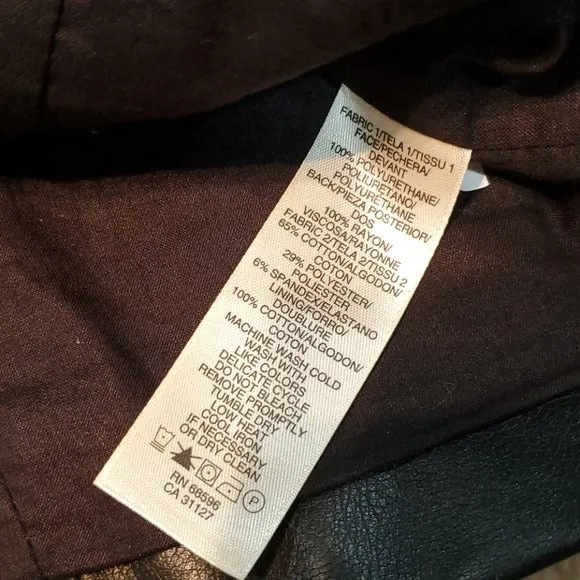 FABRIC 1/TELA 1/TISSU 1
FACE/PECHERA/
DEVANT
100% POLYURETHANE/
POLIURETANO/
POLYURETHANE
BACK/PIEZA POSTERIOR/
DOS
100% RAYON/
VISCOSA/RAYONNE
FABRIC 2/TELA 2/TISSU 2
65% COTTON/ALGODON/
COTON
29% POLYESTER/
POLIESTER
6% SPANDEX/ELASTANO
LINING/FORRO/
DOUBLURE
100% COTTON/ALGODON/
COTON
MACHINE WASH COLD
WASH WITH
LIKE COLORS
DELICATE CYCLE
DO NOT BLEACH
REMOVE PROMPTLY
TUMBLE DRY
LOW HEAT
COOL IRON
IF NECESSARY
OR DRY CLEAN
P
RN 68596
CA 31127